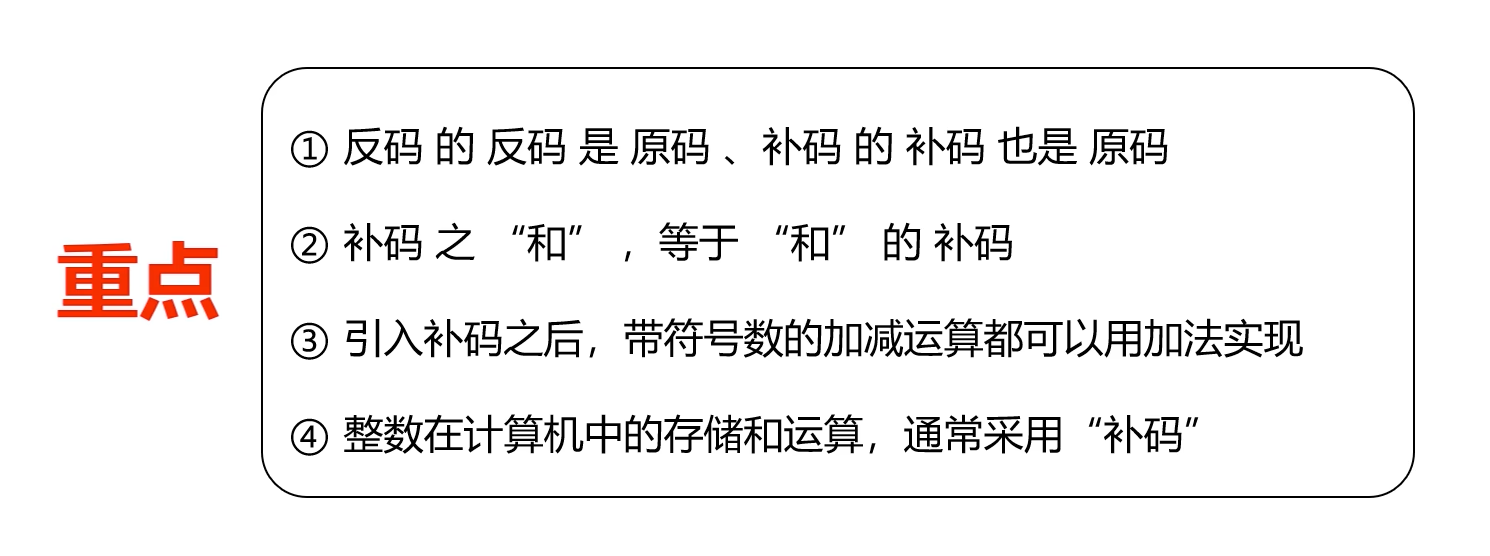 重点
① 反码 的 反码 是 原码 、补码 的 补码 也是 原码
② 补码 之 “和” ，等于 “和” 的 补码
③ 引入补码之后，带符号数的加减运算都可以用加法实现
④ 整数在计算机中的存储和运算，通常采用“补码”